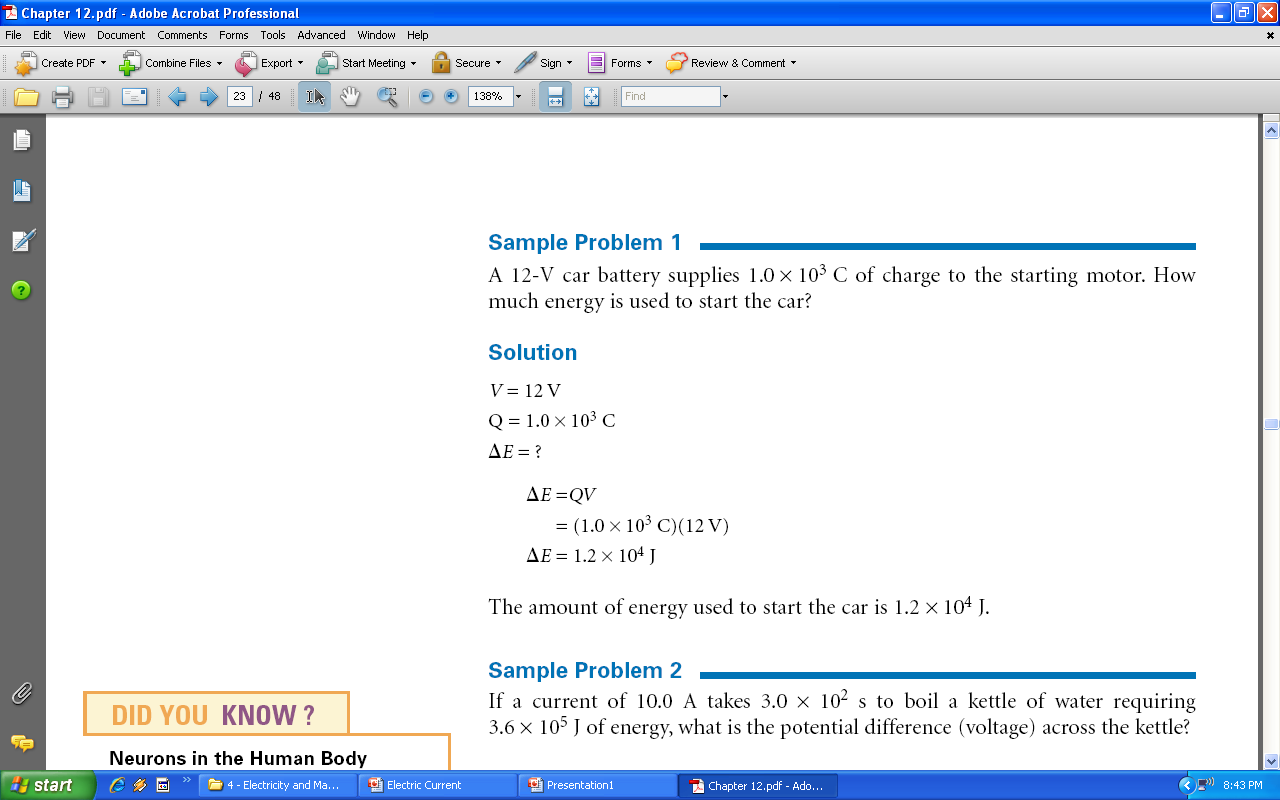 Chapter 12.pdf - Adobe Acrobat Professional
File Edit View Document Comments Forms Tools Advanced Window Help
Create PDF Combine Files Export Start Meeting Secure Sign Forms Review & Comment
23 / 48 138% Find
Sample Problem 1
A 12-V car battery supplies 1.0 × 10³ C of charge to the starting motor. How
much energy is used to start the car?
Solution
V = 12 V
Q = 1.0 × 10³ C
ΔE = ?
ΔE =QV
= (1.0 × 10³ C)(12 V)
ΔE = 1.2 × 10⁴ J
The amount of energy used to start the car is 1.2 × 10⁴ J.
Sample Problem 2
If a current of 10.0 A takes 3.0 × 10² s to boil a kettle of water requiring
3.6 × 10⁵ J of energy, what is the potential difference (voltage) across the kettle?
DID YOU KNOW ?
Neurons in the Human Body
start 4 - Electricity and Ma... Electric Current Presentation1 Chapter 12.pdf - Ado... 8:43 PM